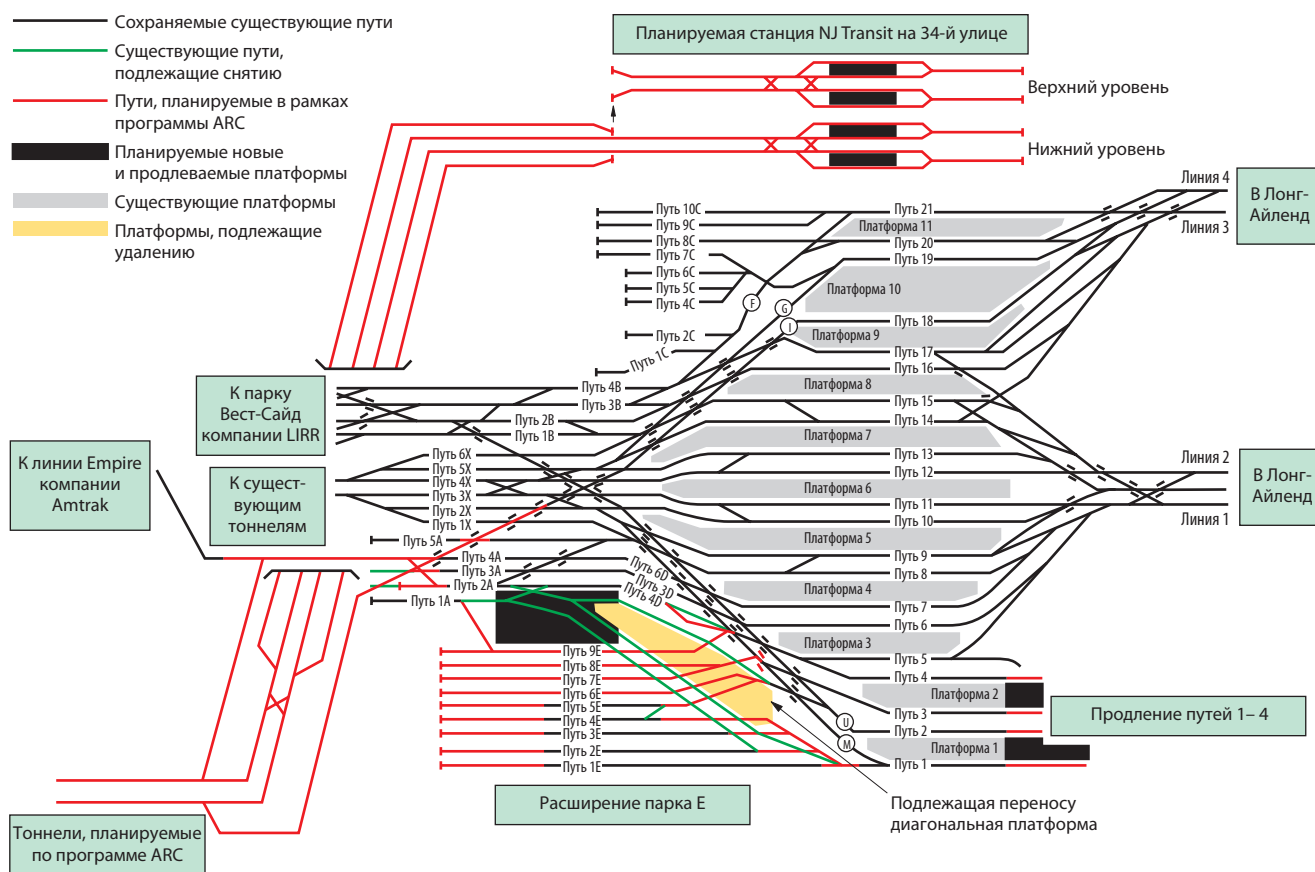 Сохраняемые существующие пути
Существующие пути,
подлежащие снятию
Пути, планируемые в рамках
программы ARC
Планируемые новые
и продлеваемые платформы
Существующие платформы
Платформы, подлежащие
удалению
Планируемая станция NJ Transit на 34-й улице
Верхний уровень
Нижний уровень
Линия 4
Линия 3
В Лонг-
Айленд
Путь 10C
Путь 9C
Путь 8C
Путь 7C
Путь 6C
Путь 5C
Путь 4C
Путь 2C
Путь 1C
F
G
I
Путь 21
Платформа 11
Путь 20
Путь 19
Платформа 10
Путь 18
Платформа 9
Путь 17
Путь 16
Платформа 8
Путь 15
Путь 14
Платформа 7
Путь 13
Путь 12
Платформа 6
Путь 11
Путь 10
Платформа 5
Путь 9
Путь 8
Платформа 4
Путь 7
Путь 6
Платформа 3
Путь 5
Путь 4
Платформа 2
Путь 3
Путь 2
Платформа 1
Путь 1
U
M
Линия 2
Линия 1
В Лонг-
Айленд
К парку
Вест-Сайд
компании LIRR
К линии Empire
компании
Amtrak
К сущест-
вующим
тоннелям
Путь 4B
Путь 3B
Путь 2B
Путь 1B
Путь 6X
Путь 5X
Путь 4X
Путь 3X
Путь 2X
Путь 1X
Путь 5A
Путь 4A
Путь 3A
Путь 2A
Путь 1A
Путь 6D
Путь 3D
Путь 4D
Путь 9E
Путь 8E
Путь 7E
Путь 6E
Путь 5E
Путь 4E
Путь 3E
Путь 2E
Путь 1E
Продление путей 1– 4
Расширение парка E
Подлежащая переносу
диагональная платформа
Тоннели, планируемые
по программе ARC